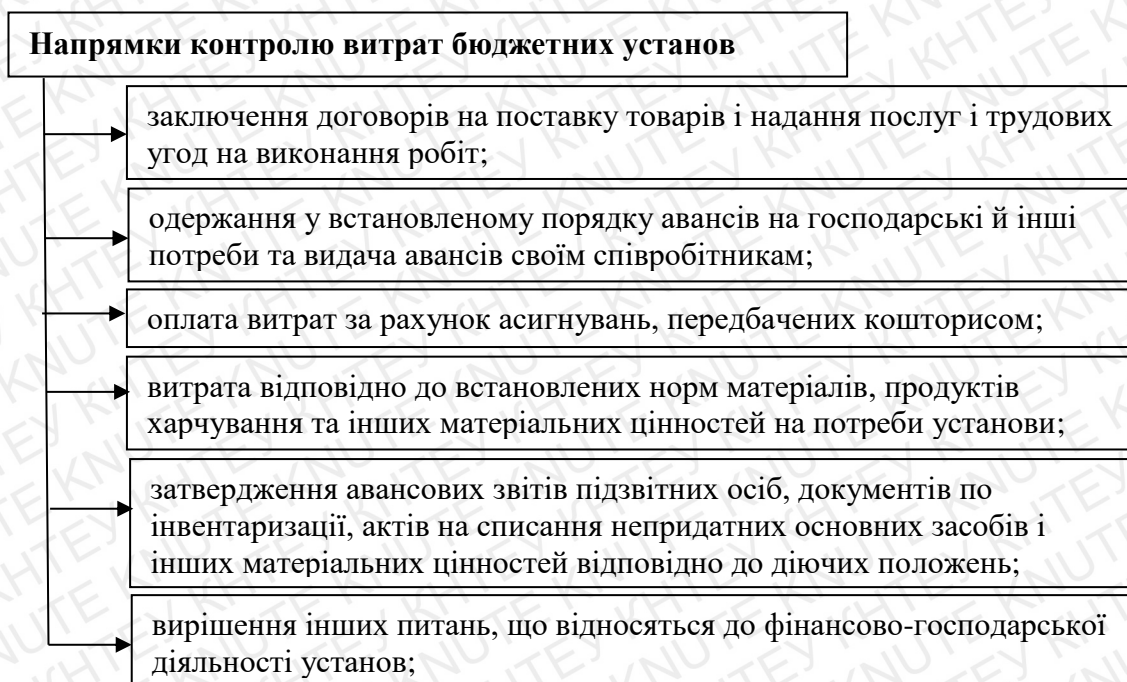 Напрямки контролю витрат бюджетних установ
заключення договорів на поставку товарів і надання послуг і трудових
угод на виконання робіт;
одержання у встановленому порядку авансів на господарські й інші
потреби та видача авансів своїм співробітникам;
оплата витрат за рахунок асигнувань, передбачених кошторисом;
витрата відповідно до встановлених норм матеріалів, продуктів
харчування та інших матеріальних цінностей на потреби установи;
затвердження авансових звітів підзвітних осіб, документів по
інвентаризації, актів на списання непридатних основних засобів і
інших матеріальних цінностей відповідно до діючих положень;
вирішення інших питань, що відносяться до фінансово-господарської
діяльності установ;